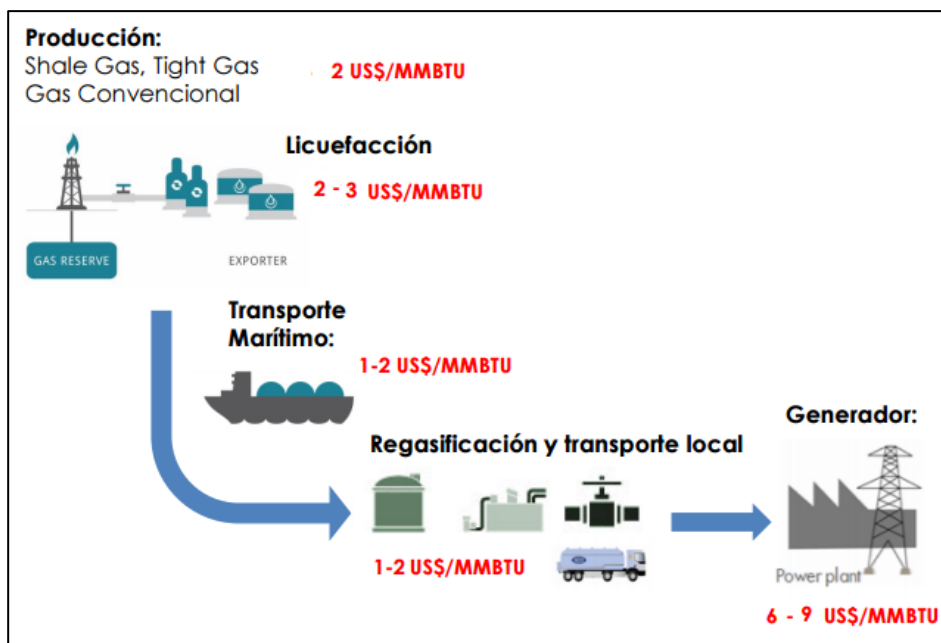 Producción:
Shale Gas, Tight Gas
Gas Convencional
2 US$/MMBTU
Licuefacción
2 - 3 US$/MMBTU
GAS RESERVE
EXPORTER
Transporte
Marítimo:
1-2 US$/MMBTU
Regasificación y transporte local
1-2 US$/MMBTU
Generador:
Power plant
6 - 9 US$/MMBTU